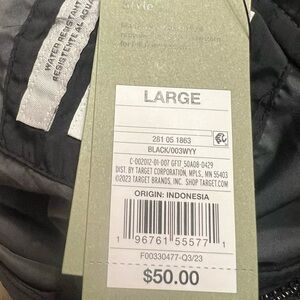 style
WATER RESISTANT
RESISTENTE AL AGUA
LARGE
281 05 1863
BLACK/003WYY
C-002012-01-007 GF17_50A08-0429
DIST. BY TARGET CORPORATION, MPLS, MN 55403
©2023 TARGET BRANDS, INC. SHOP TARGET.COM
ORIGIN: INDONESIA
1 96761 55577 1
F00330477-Q3/23
$50.00